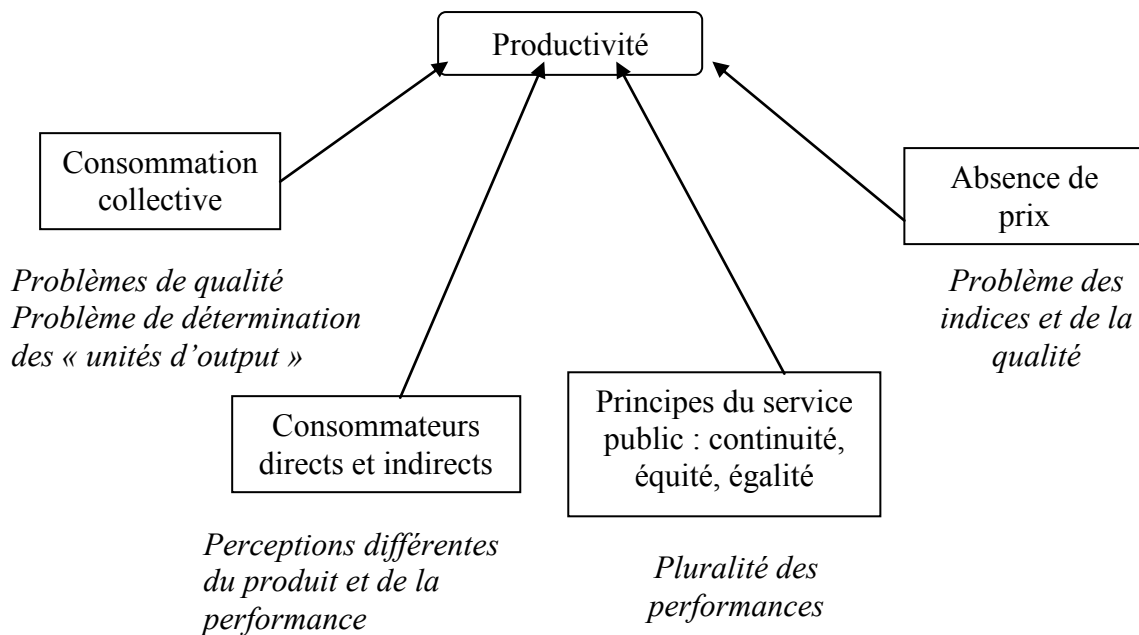 Productivité
Consommation
collective
Absence de
prix
Problèmes de qualité
Problème de détermination
des « unités d’output »
Problème des
indices et de la
qualité
Consommateurs
directs et indirects
Principes du service
public : continuité,
équité, égalité
Perceptions différentes
du produit et de la
performance
Pluralité des
performances